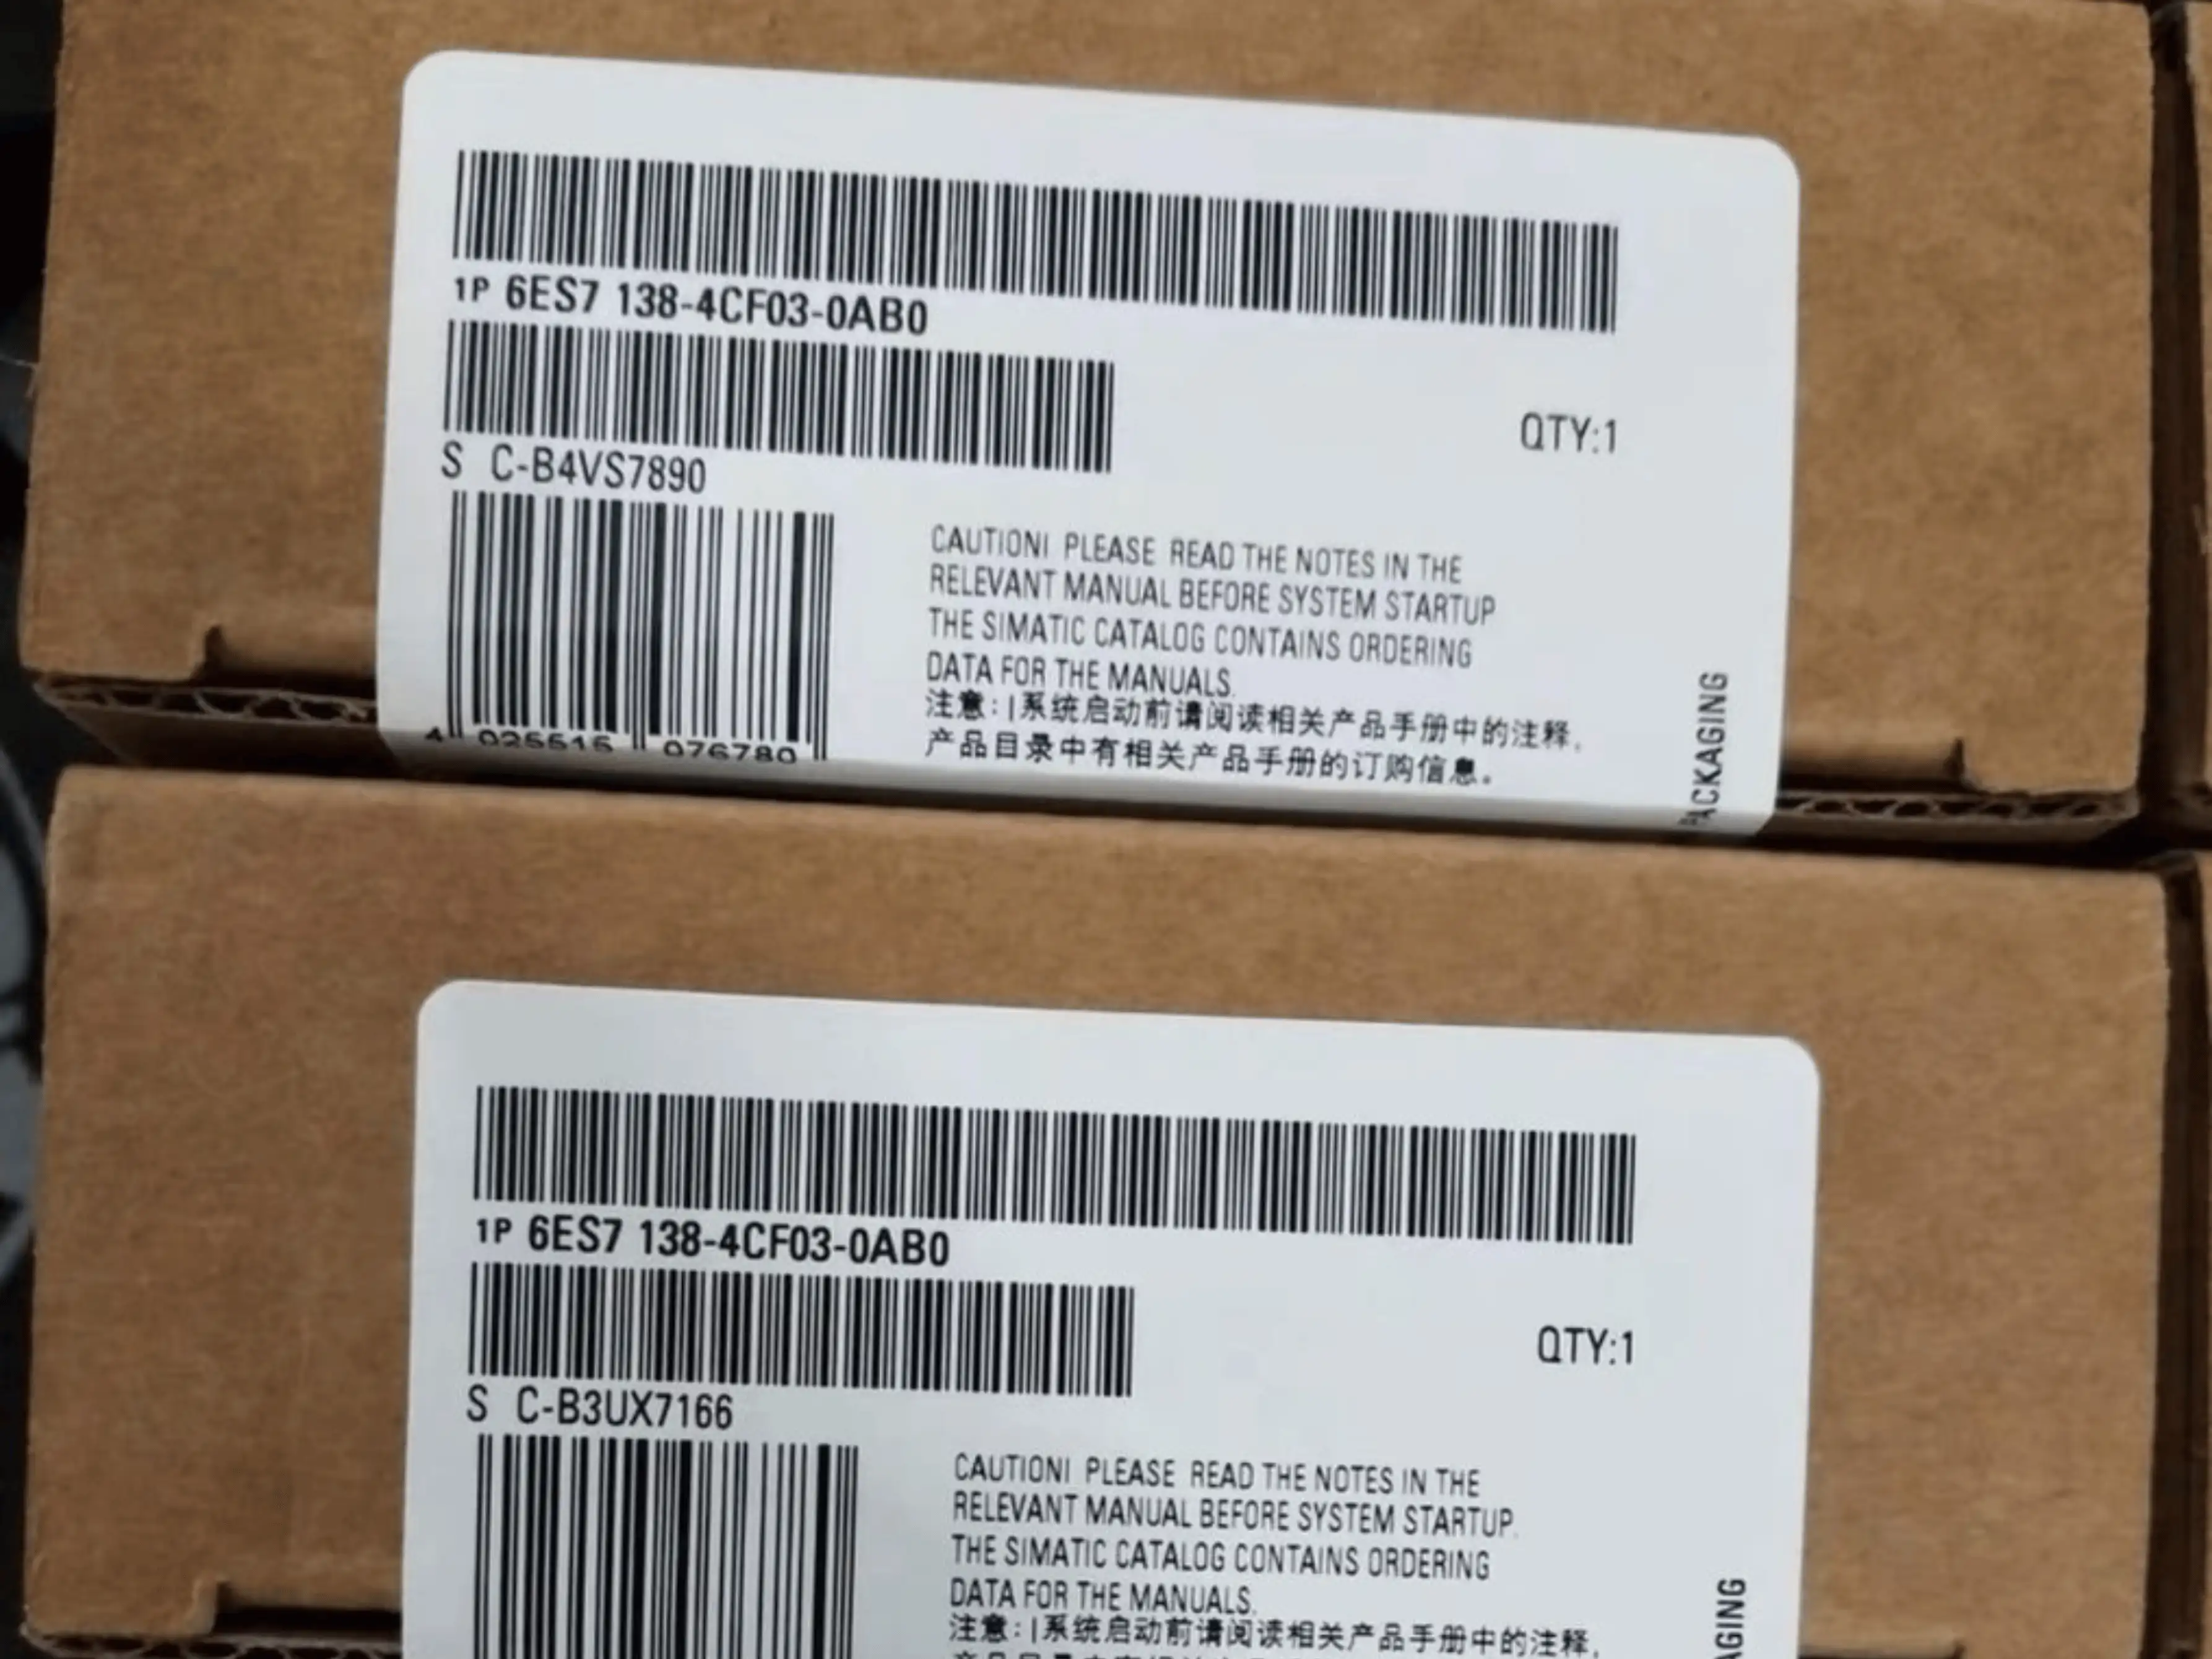 1P 6ES7 138-4CF03-0AB0
S C-B4VS7890
QTY:1
4 025515 076780
CAUTION! PLEASE READ THE NOTES IN THE
RELEVANT MANUAL BEFORE SYSTEM STARTUP
THE SIMATIC CATALOG CONTAINS ORDERING
DATA FOR THE MANUALS.
注意:|系统启动前请阅读相关产品手册中的注释,
产品目录中有相关产品手册的订购信息。
PACKAGING
1P 6ES7 138-4CF03-0AB0
S C-B3UX7166
QTY:1
CAUTION! PLEASE READ THE NOTES IN THE
RELEVANT MANUAL BEFORE SYSTEM STARTUP.
THE SIMATIC CATALOG CONTAINS ORDERING
DATA FOR THE MANUALS.
注意:|系统启动前请阅读相关产品手册中的注释,
AGING